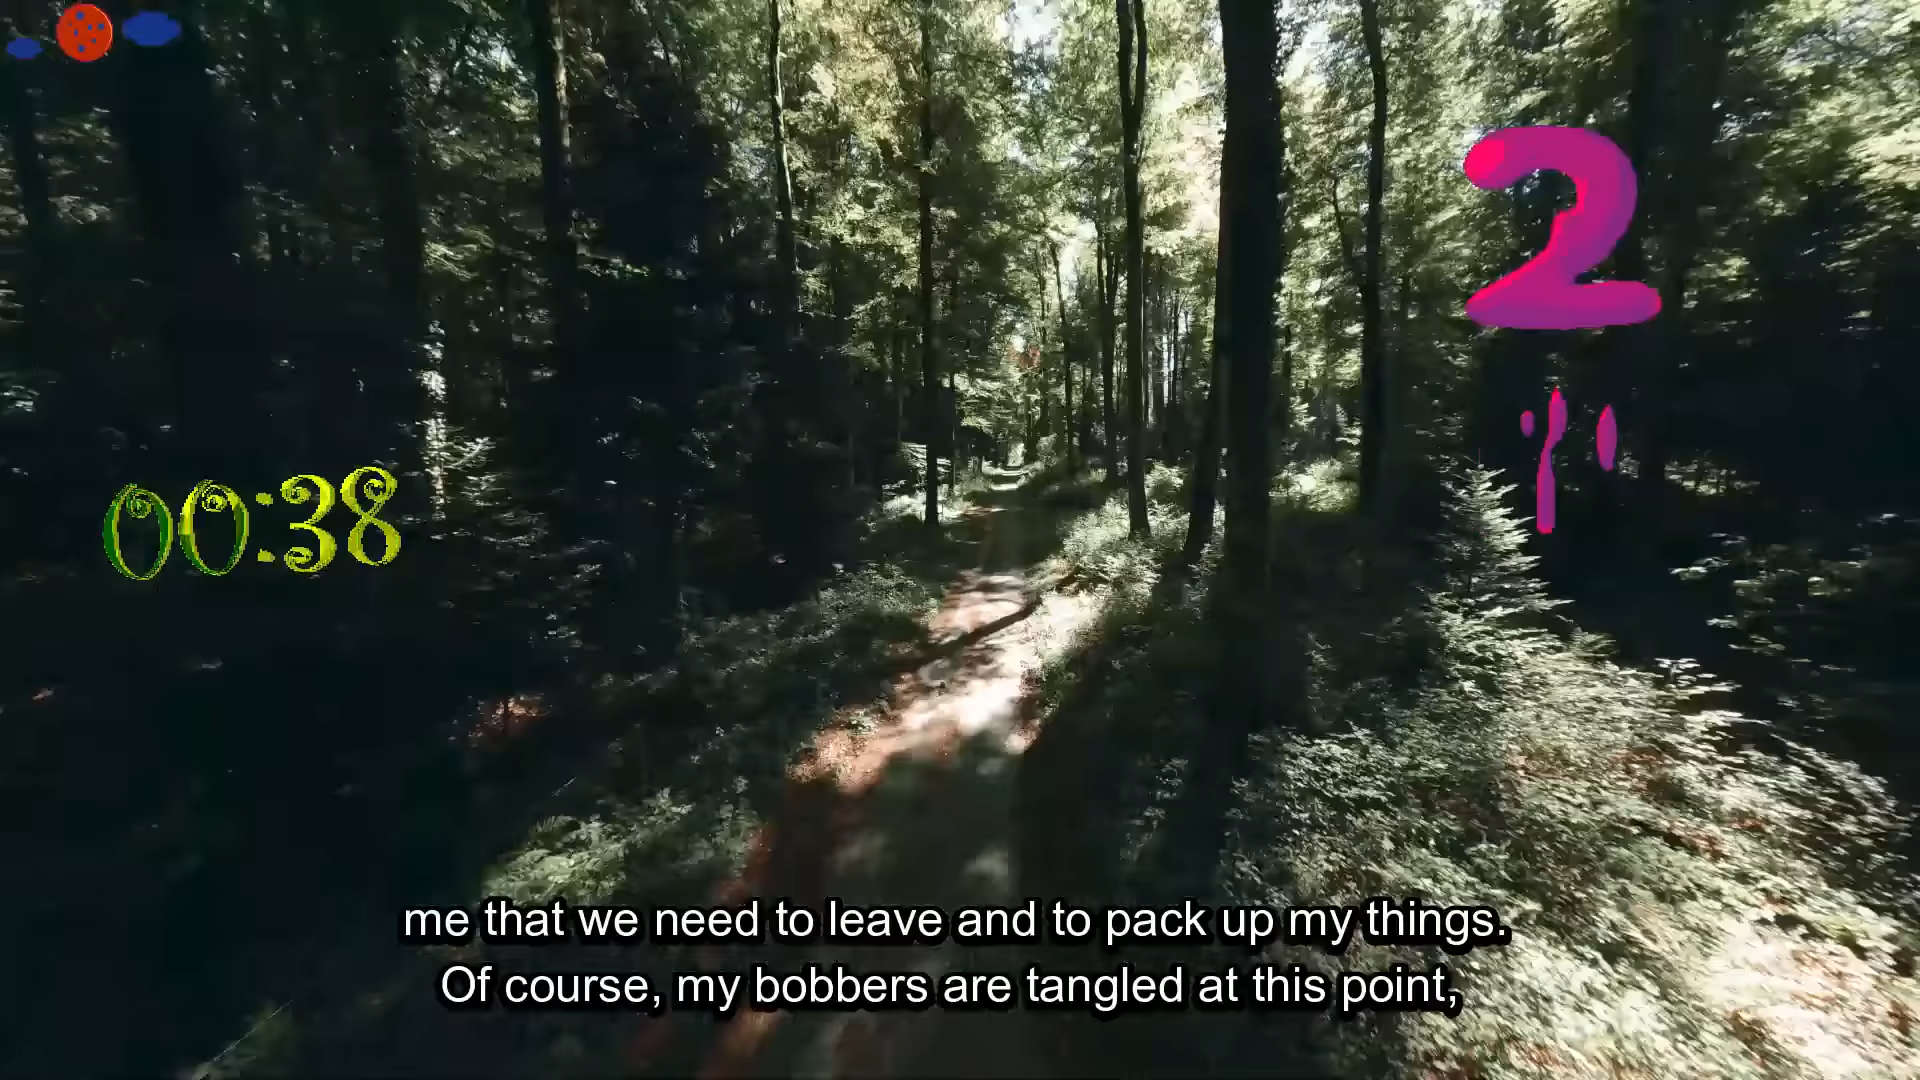 2
00:38
me that we need to leave and to pack up my things.
Of course, my bobbers are tangled at this point,